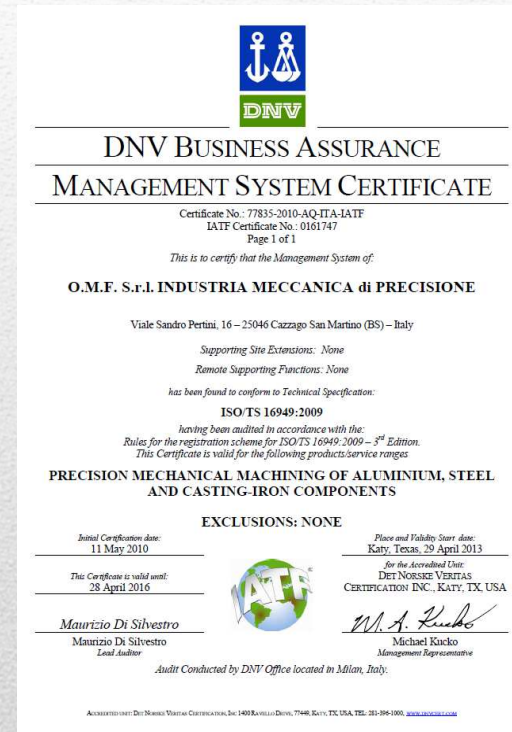 DNV
DNV BUSINESS ASSURANCE
MANAGEMENT SYSTEM CERTIFICATE
Certificate No.: 77835-2010-AQ-ITA-IATF
IATF Certificate No.: 0161747
Page 1 of 1
This is to certify that the Management System of:
O.M.F. S.r.l. INDUSTRIA MECCANICA di PRECISIONE
Viale Sandro Pertini, 16 – 25046 Cazzago San Martino (BS) – Italy
Supporting Site Extensions: None
Remote Supporting Functions: None
has been found to conform to Technical Specification:
ISO/TS 16949:2009
having been audited in accordance with the:
Rules for the registration scheme for ISO/TS 16949:2009 – 3rd Edition.
This Certificate is valid for the following products/service ranges
PRECISION MECHANICAL MACHINING OF ALUMINIUM, STEEL
AND CASTING-IRON COMPONENTS
EXCLUSIONS: NONE
Initial Certification date:
11 May 2010
Place and Validity Start date:
Katy, Texas, 29 April 2013
This Certificate is valid until:
28 April 2016
for the Accredited Unit:
DET NORSKE VERITAS
CERTIFICATION INC., KATY, TX, USA
IATF
Maurizio Di Silvestro
Maurizio Di Silvestro
Lead Auditor
M. A. Kucko
Michael Kucko
Management Representative
Audit Conducted by DNV Office located in Milan, Italy.
ACCREDITED UNIT: DET NORSKE VERITAS CERTIFICATION, INC 1400 RAVELLO DRIVE, 77449, KATY, TX, USA, TEL: 281-396-1000, WWW.DNVCERT.COM